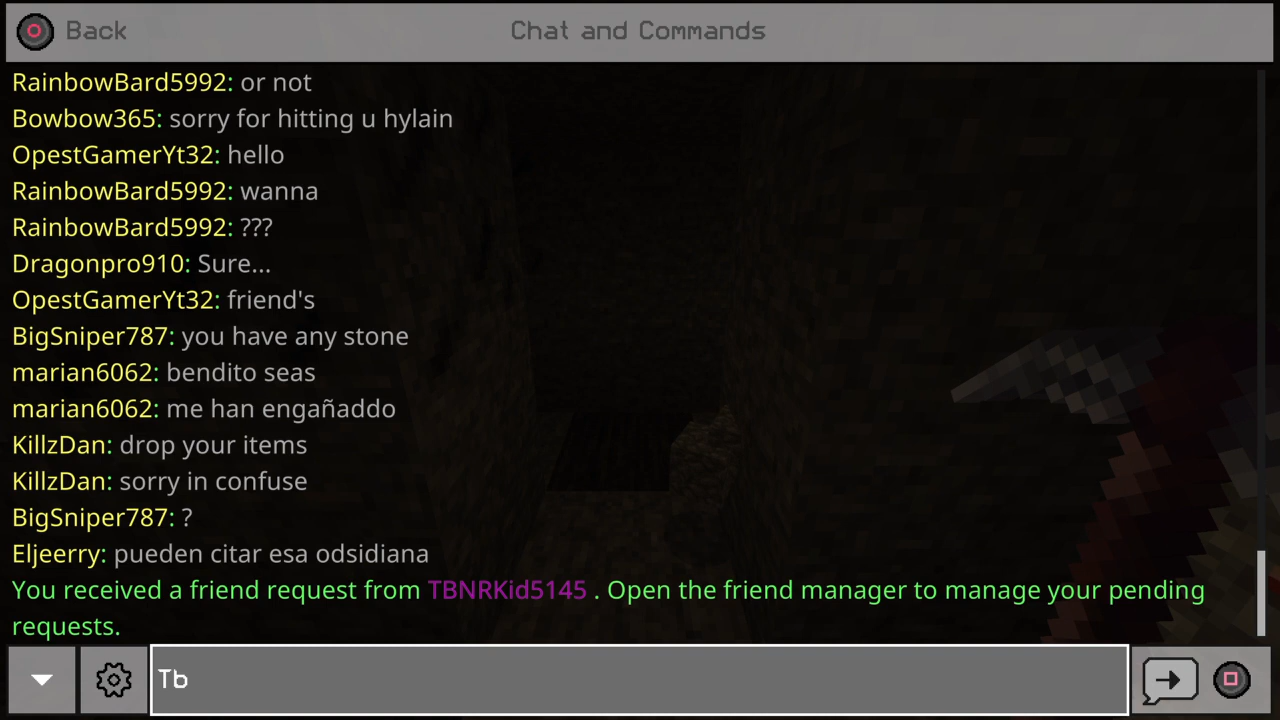 Back
Chat and Commands
RainbowBard5992: or not
Bowbow365: sorry for hitting u hylain
OpestGamerYt32: hello
RainbowBard5992: wanna
RainbowBard5992: ???
Dragonpro910: Sure...
OpestGamerYt32: friend's
BigSniper787: you have any stone
marian6062: bendito seas
marian6062: me han engañaddo
KillzDan: drop your items
KillzDan: sorry in confuse
BigSniper787: ?
Eljeerry: pueden citar esa odsidiana
You received a friend request from TBNRKid5145 . Open the friend manager to manage your pending
requests.
Tb